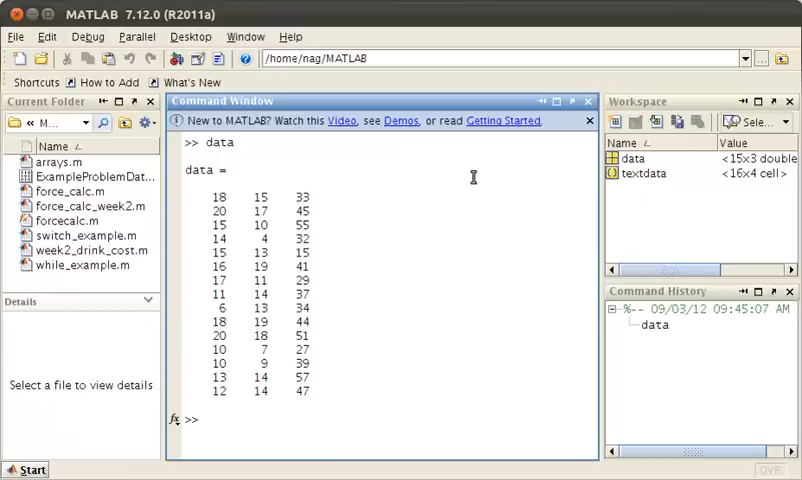 MATLAB 7.12.0 (R2011a)
File Edit Debug Parallel Desktop Window Help
/home/nag/MATLAB
...
Shortcuts How to Add What's New
Current Folder
« M...
Name
arrays.m
ExampleProblemDat...
force_calc.m
force_calc_week2.m
forcecalc.m
switch_example.m
week2_drink_cost.m
while_example.m
Details
Select a file to view details
Start
Command Window
New to MATLAB? Watch this Video, see Demos, or read Getting Started.
>> data
data =
18 15 33
20 17 45
15 10 55
14 4 32
15 13 15
16 19 41
17 11 29
11 14 37
6 13 34
18 19 44
20 18 51
10 7 27
10 9 39
13 14 57
12 14 47
fx >>
Workspace
Sele...
Name Value
data <15x3 double
textdata <16x4 cell>
Command History
%-- 09/03/12 09:45:07 AM
data
OVR